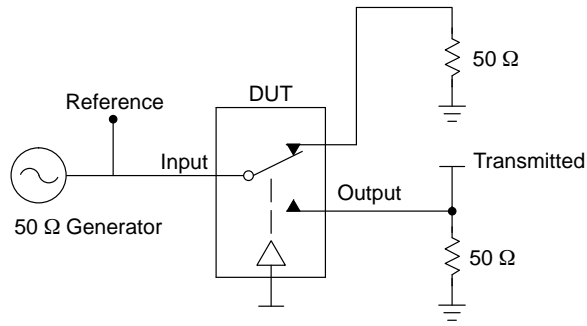 50 Ω
DUT
Reference
Input
Transmitted
Output
50 Ω Generator
50 Ω